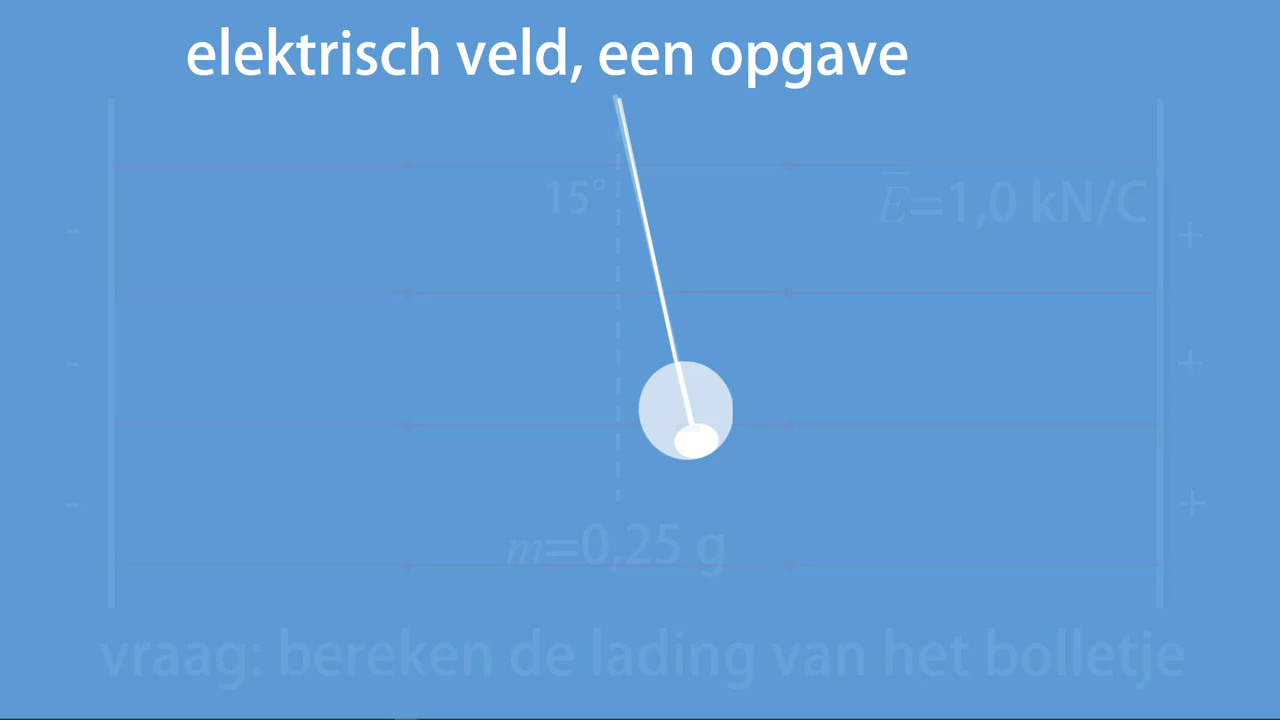 elektrisch veld, een opgave
15°
E=1,0 kN/C
- +
- +
- +
m=0,25 g
vraag: bereken de lading van het bolletje